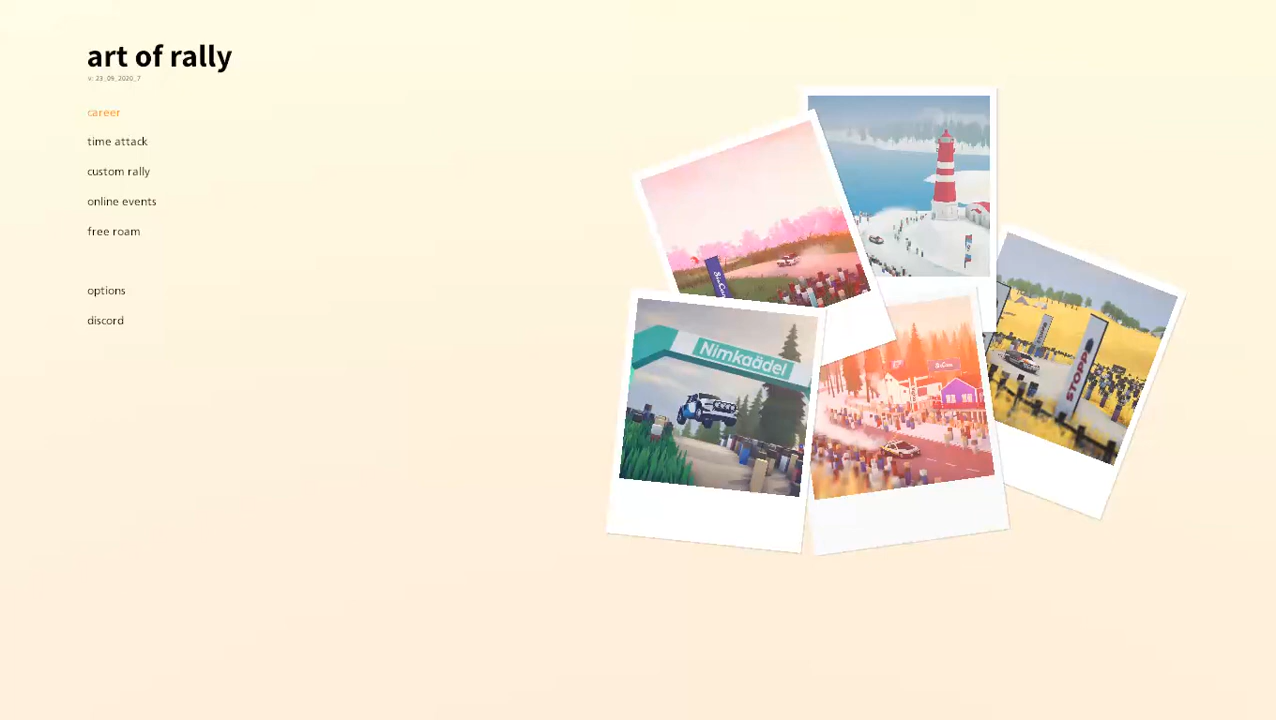 art of rally
v: 23_09_2020_7
career
time attack
custom rally
online events
free roam
options
discord
Nimkaädel
STOPP